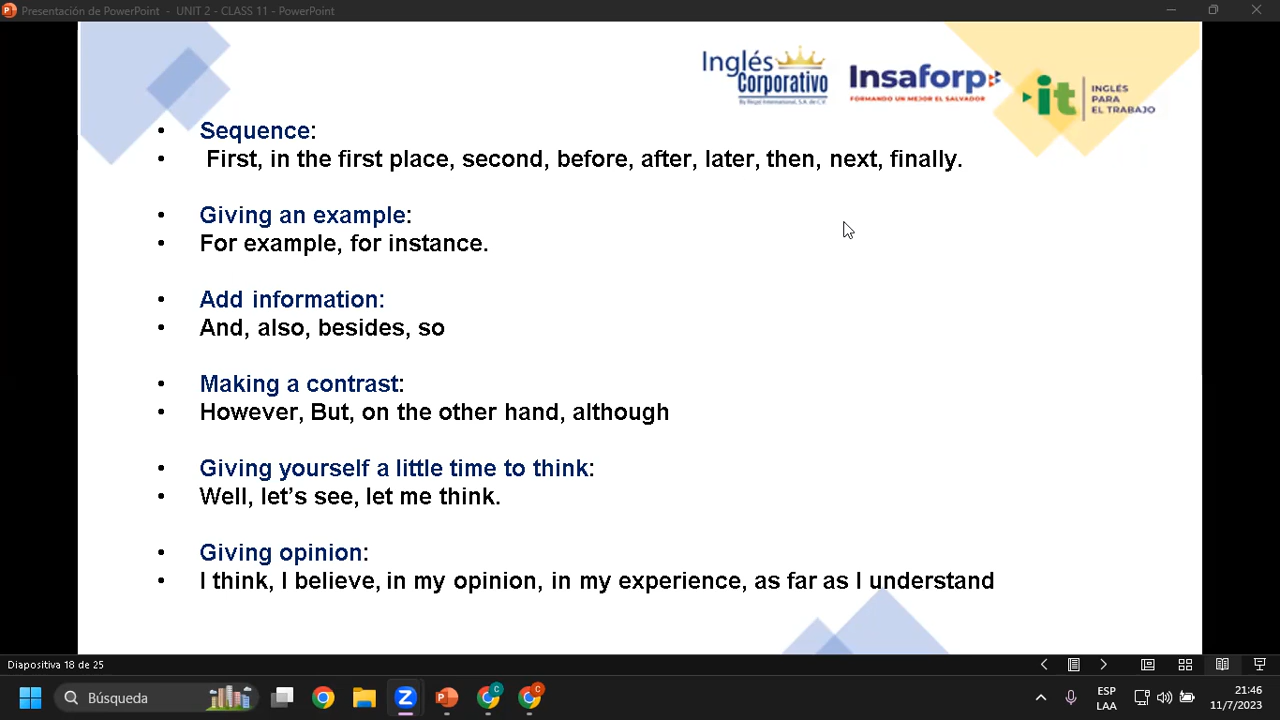 Presentación de PowerPoint - UNIT 2 - CLASS 11 - PowerPoint
Inglés
Corporativo
By Regal International, S.A. de C.V.
Insaforp
FORMANDO UN MEJOR EL SALVADOR
it
INGLÉS
PARA
EL TRABAJO
• Sequence:
• First, in the first place, second, before, after, later, then, next, finally.
• Giving an example:
• For example, for instance.
• Add information:
• And, also, besides, so
• Making a contrast:
• However, But, on the other hand, although
• Giving yourself a little time to think:
• Well, let’s see, let me think.
• Giving opinion:
• I think, I believe, in my opinion, in my experience, as far as I understand
Diapositiva 18 de 25
Búsqueda
C
C
ESP
LAA
21:46
11/7/2023